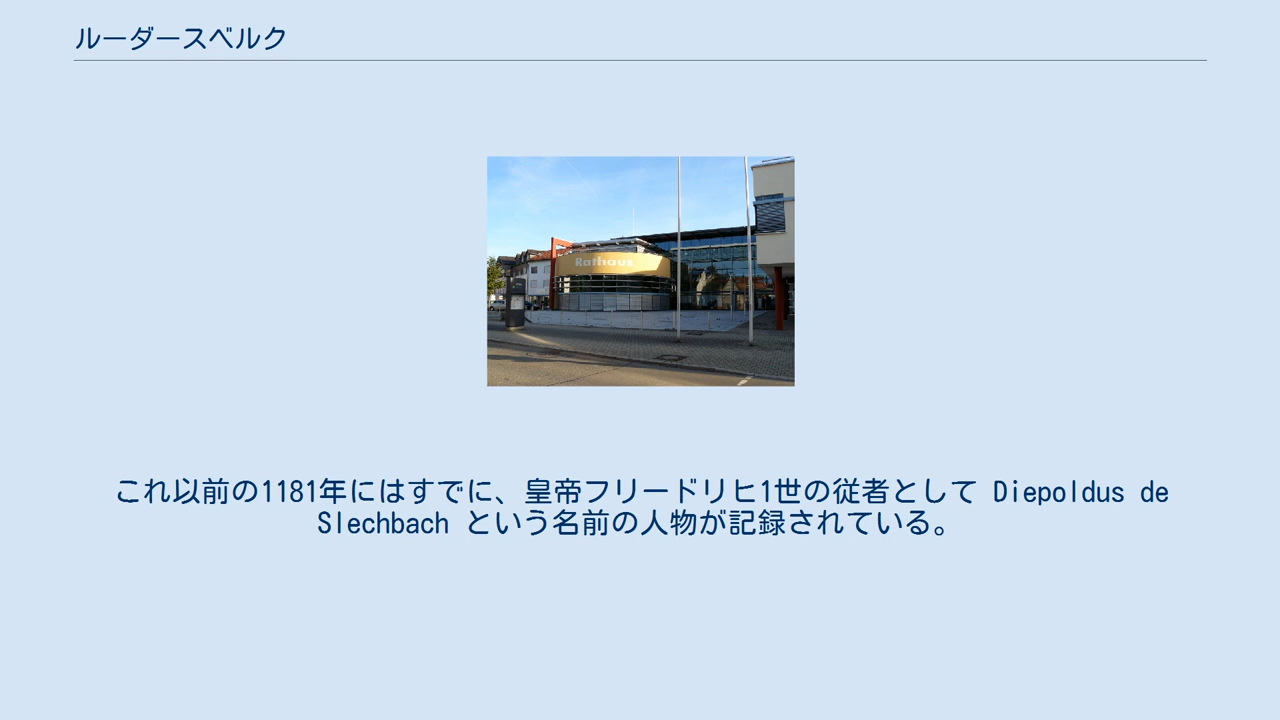 ルーダースベルク
Rathaus
これ以前の1181年にはすでに、皇帝フリードリヒ1世の従者として Diepoldus de
Slechbach という名前の人物が記録されている。